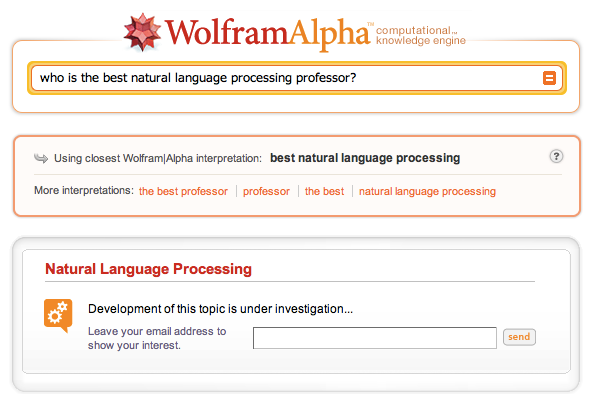 WolframAlpha™ computational... knowledge engine
who is the best natural language processing professor?
=
Using closest Wolfram|Alpha interpretation: best natural language processing
?
More interpretations: the best professor | professor | the best | natural language processing
Natural Language Processing
Development of this topic is under investigation...
Leave your email address to
show your interest.
send